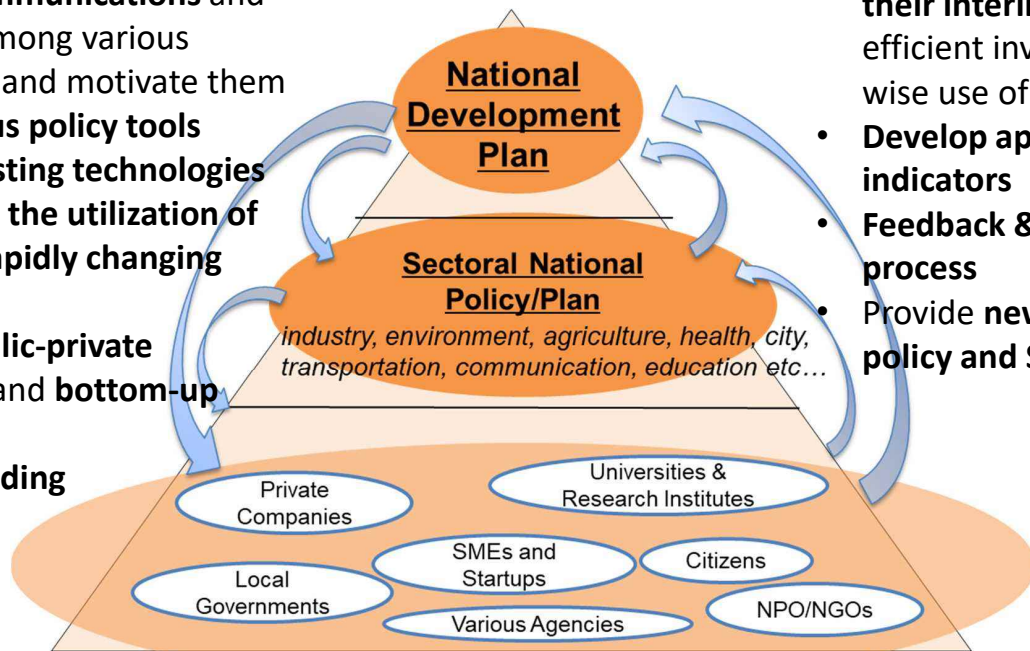 mmunications and
mong various
and motivate them
us policy tools
sting technologies
the utilization of
apidly changing
lic-private
and bottom-up
ding
National
Development
Plan
Sectoral National
Policy/Plan
industry, environment, agriculture, health, city,
transportation, communication, education etc…
Private
Companies
Universities &
Research Institutes
SMEs and
Startups
Citizens
Local
Governments
NPO/NGOs
Various Agencies
their interli
efficient inv
wise use of
• Develop ap
indicators
• Feedback &
process
• Provide nev
policy and S